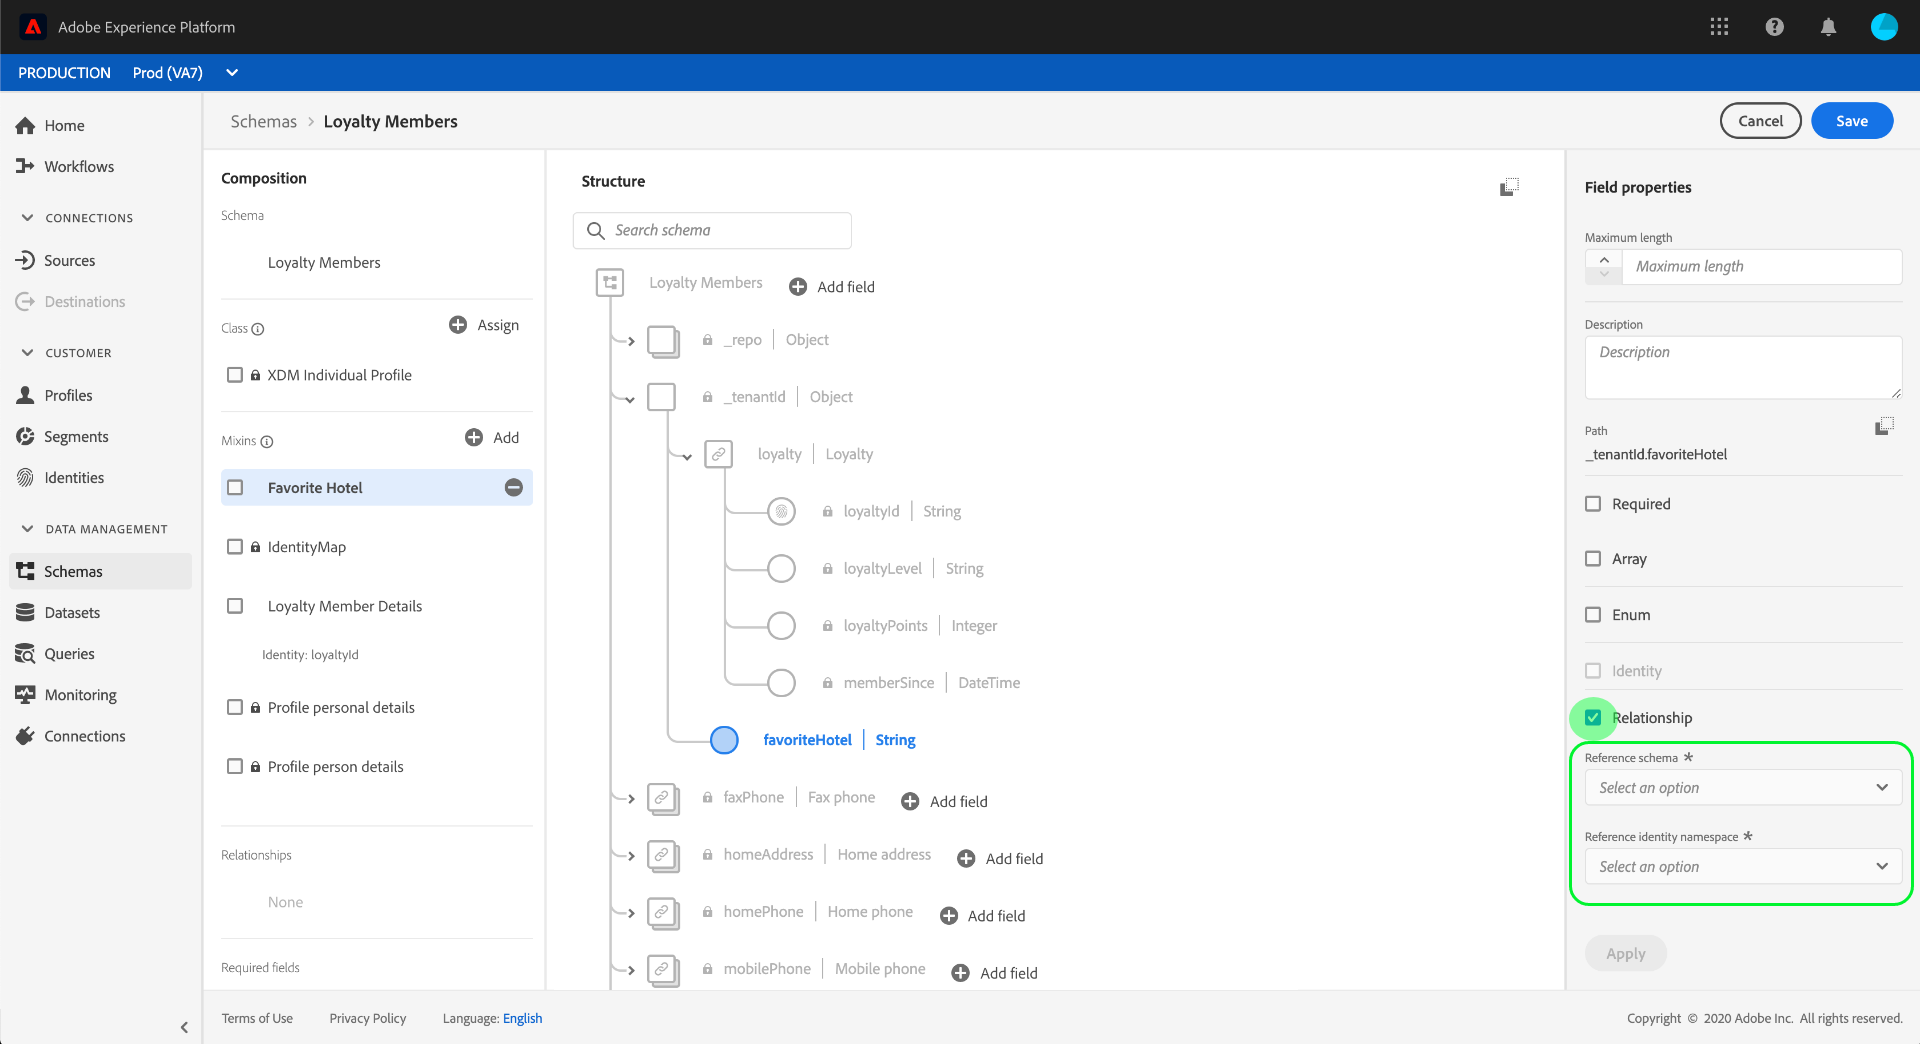 Adobe Experience Platform
PRODUCTION Prod (VA7)
Home
Workflows
CONNECTIONS
Sources
Destinations
CUSTOMER
Profiles
Segments
Identities
DATA MANAGEMENT
Schemas
Datasets
Queries
Monitoring
Connections
Schemas > Loyalty Members
Cancel
Save
Composition
Schema
Loyalty Members
Class
Assign
XDM Individual Profile
Mixins
Add
Favorite Hotel
IdentityMap
Loyalty Member Details
Identity: loyaltyId
Profile personal details
Profile person details
Relationships
None
Required fields
Structure
Search schema
Loyalty Members Add field
_repo | Object
_tenantId | Object
loyalty | Loyalty
loyaltyId | String
loyaltyLevel | String
loyaltyPoints | Integer
memberSince | DateTime
favoriteHotel | String
faxPhone | Fax phone Add field
homeAddress | Home address Add field
homePhone | Home phone Add field
mobilePhone | Mobile phone Add field
Field properties
Maximum length
Maximum length
Description
Description
Path
_tenantId.favoriteHotel
Required
Array
Enum
Identity
Relationship
Reference schema *
Select an option
Reference identity namespace *
Select an option
Apply
Terms of Use Privacy Policy Language: English
Copyright © 2020 Adobe Inc. All rights reserved.